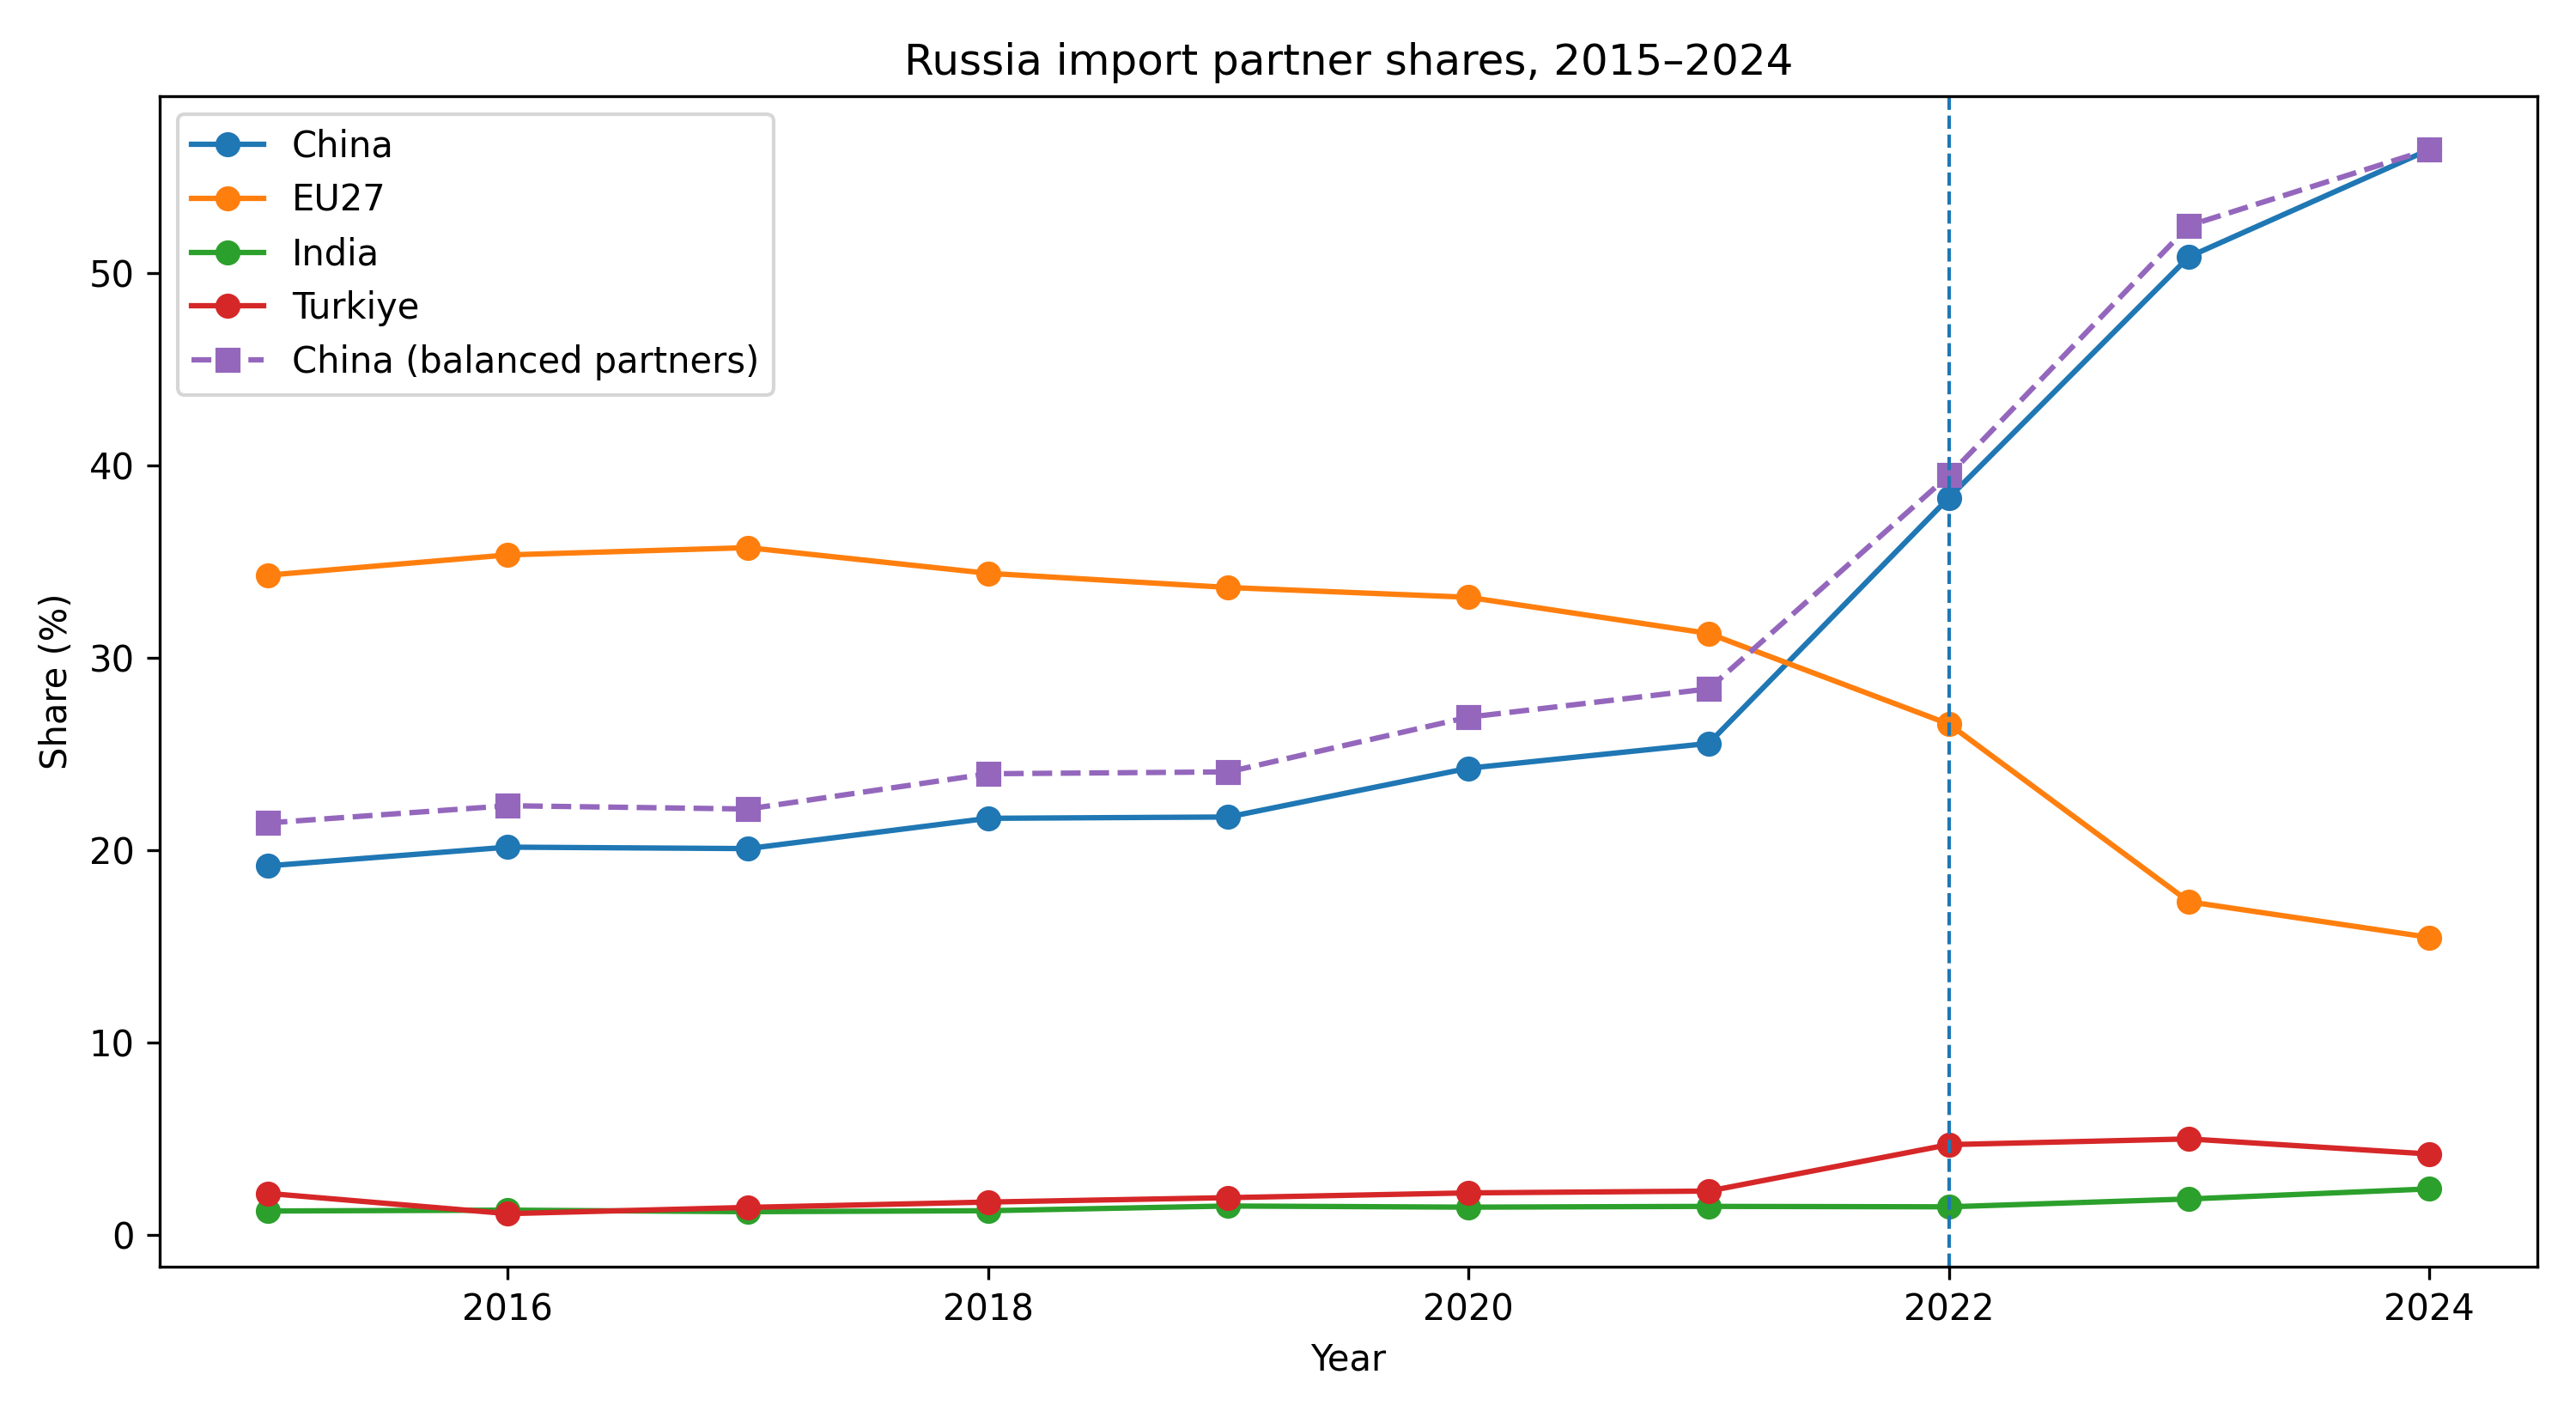 Russia import partner shares, 2015–2024
China
EU27
India
Turkiye
China (balanced partners)
Share (%)
50
40
30
20
10
0
2016 2018 2020 2022 2024
Year